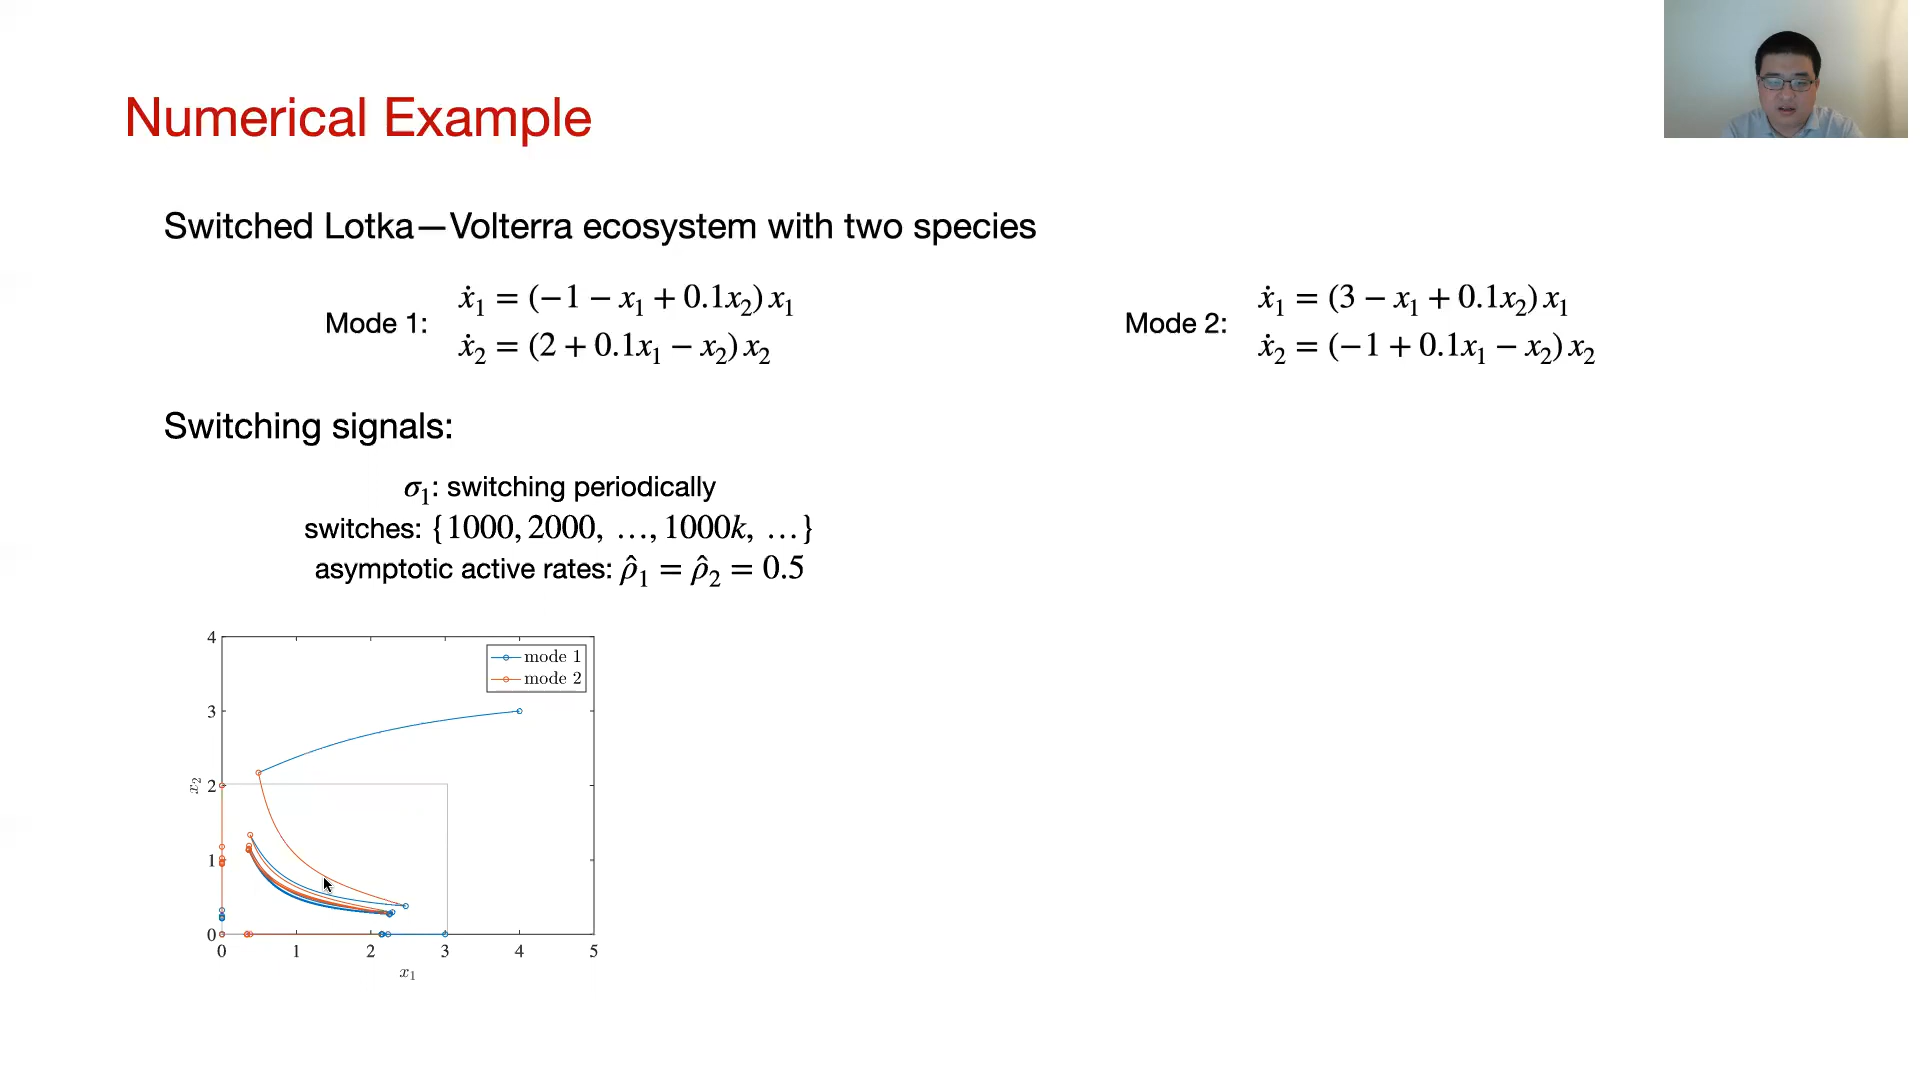 Numerical Example
Switched Lotka—Volterra ecosystem with two species
Mode 1:
ẋ₁ = (−1 − x₁ + 0.1x₂) x₁
ẋ₂ = (2 + 0.1x₁ − x₂) x₂
Mode 2:
ẋ₁ = (3 − x₁ + 0.1x₂) x₁
ẋ₂ = (−1 + 0.1x₁ − x₂) x₂
Switching signals:
σ₁: switching periodically
switches: {1000, 2000, …, 1000k, …}
asymptotic active rates: ρ̂₁ = ρ̂₂ = 0.5
mode 1
mode 2
4
3
2
1
0
x₂
0 1 2 3 4 5
x₁